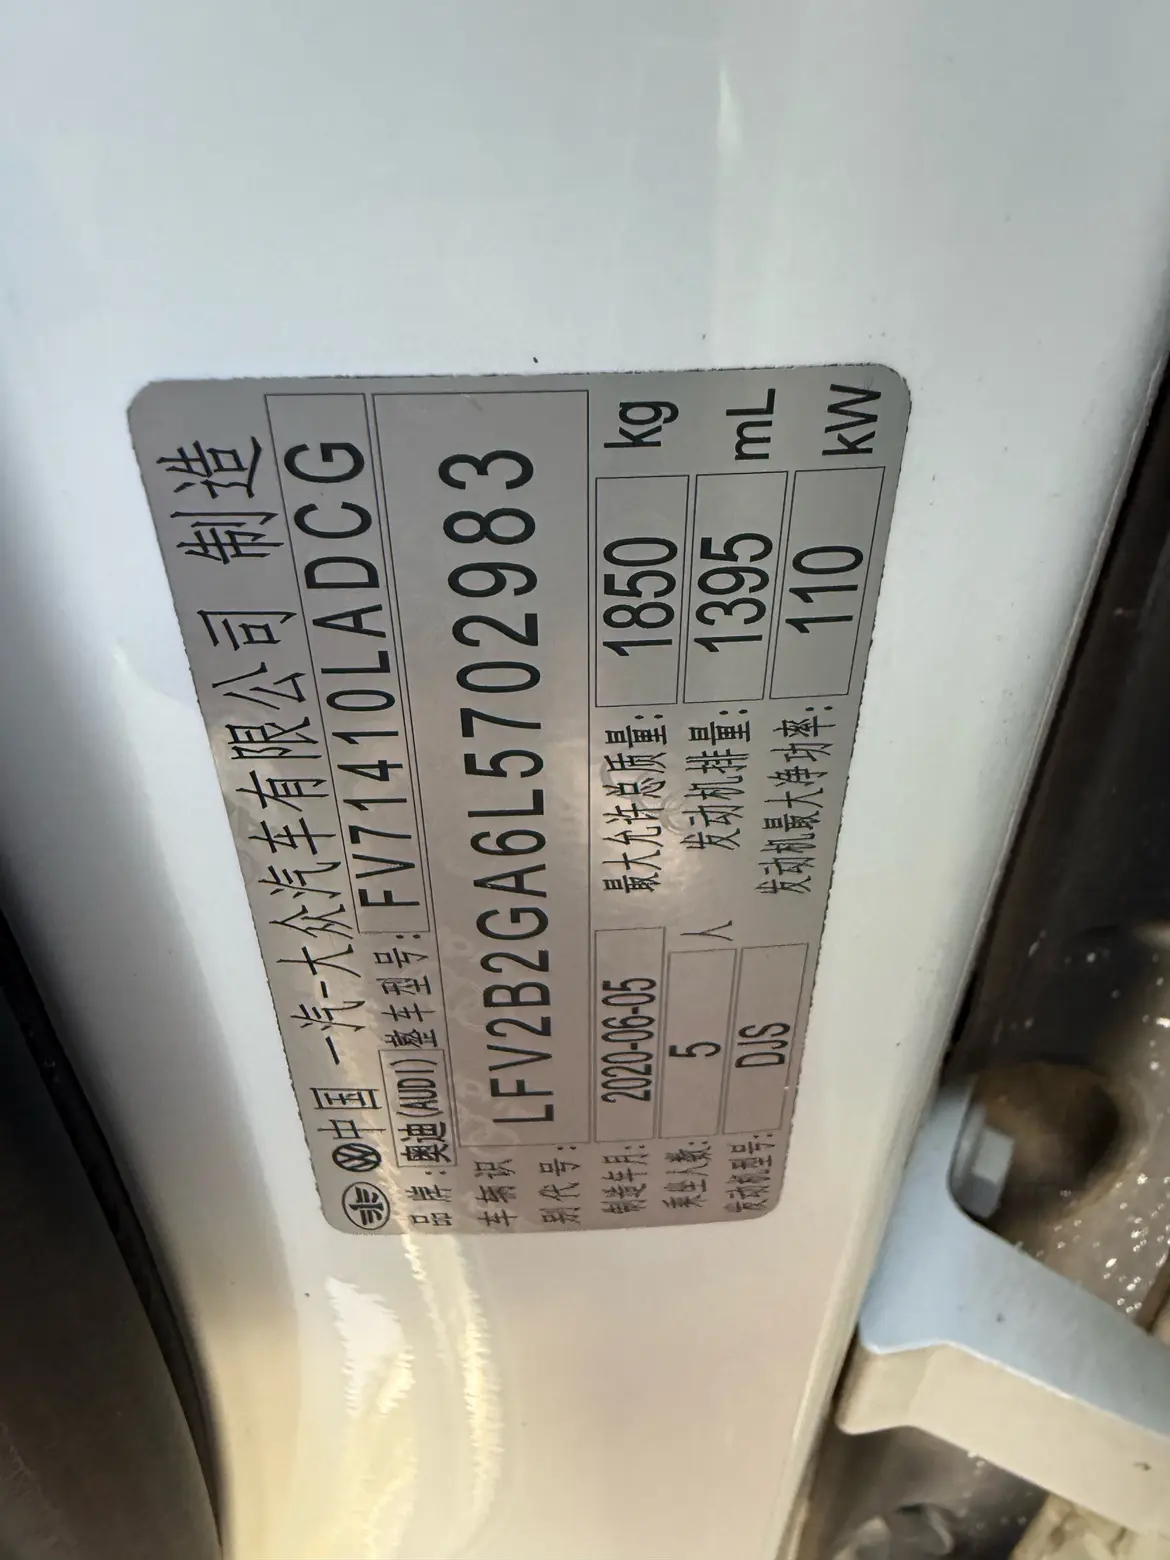 中国 一汽-大众汽车有限公司 制造
品牌: 奥迪(AUDI) 整车型号: FV71410LADCG
车辆识别代号: LFV2B2GA6L5702983
制造年月: 2020-06-05 最大允许总质量: 1850 kg
乘坐人数: 5 人 发动机排量: 1395 mL
发动机型号: DJS 发动机最大净功率: 110 kW